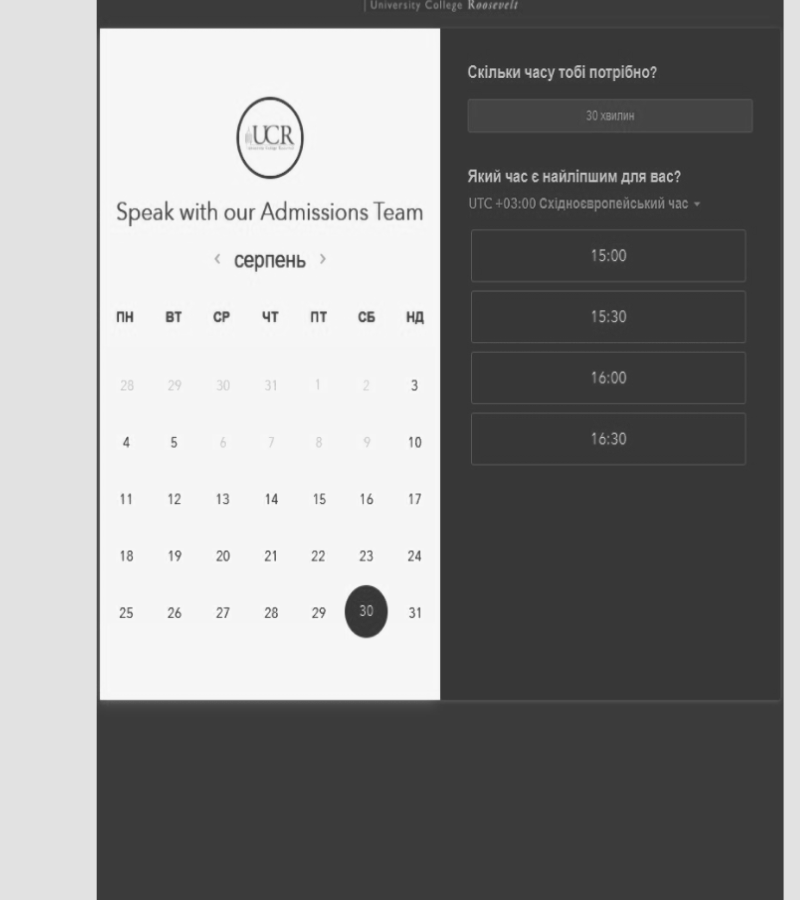 | University College Roosevelt
UCR
Speak with our Admissions Team
‹ серпень ›
ПН ВТ СР ЧТ ПТ СБ НД
28 29 30 31 1 2 3
4 5 6 7 8 9 10
11 12 13 14 15 16 17
18 19 20 21 22 23 24
25 26 27 28 29 30 31
Скільки часу тобі потрібно?
30 хвилин
Який час є найліпшим для вас?
UTC +03:00 Східноєвропейський час
15:00
15:30
16:00
16:30